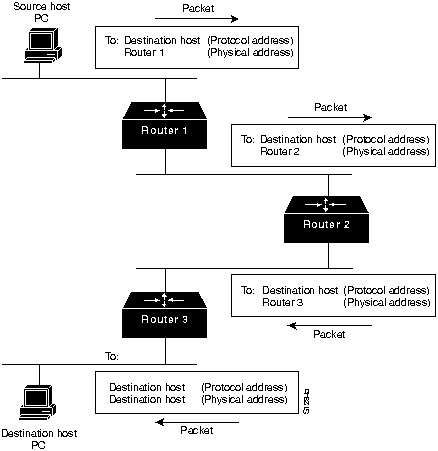 Source host
PC
Packet
To: Destination host (Protocol address)
Router 1 (Physical address)
Router 1
Packet
To: Destination host (Protocol address)
Router 2 (Physical address)
Router 2
To: Destination host (Protocol address)
Router 3 (Physical address)
Packet
Router 3
To:
Destination host (Protocol address)
Destination host (Physical address)
Packet
Destination host
PC